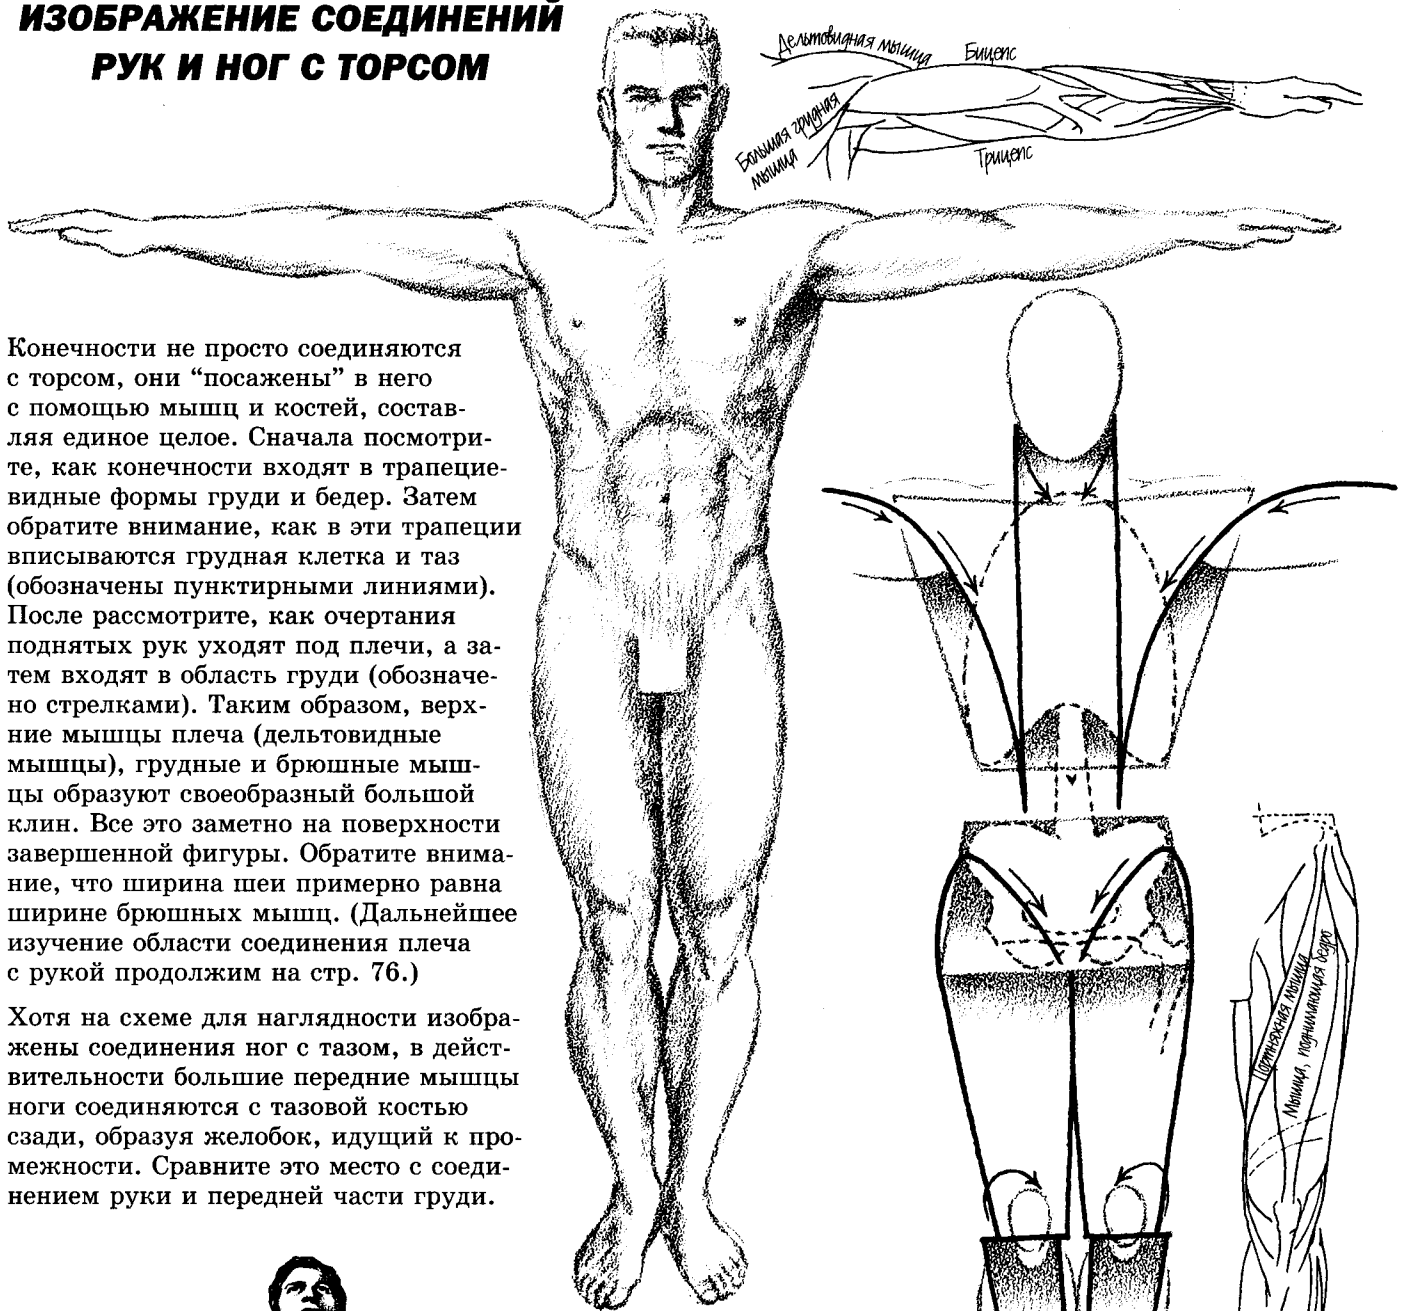 ИЗОБРАЖЕНИЕ СОЕДИНЕНИЙ
РУК И НОГ С ТОРСОМ
Дельтовидная мышца
Бицепс
Большая грудная
мышца
Трицепс
Конечности не просто соединяются
с торсом, они “посажены” в него
с помощью мышц и костей, состав-
ляя единое целое. Сначала посмотри-
те, как конечности входят в трапецие-
видные формы груди и бедер. Затем
обратите внимание, как в эти трапеции
вписываются грудная клетка и таз
(обозначены пунктирными линиями).
После рассмотрите, как очертания
поднятых рук уходят под плечи, а за-
тем входят в область груди (обозначе-
но стрелками). Таким образом, верх-
ние мышцы плеча (дельтовидные
мышцы), грудные и брюшные мыш-
цы образуют своеобразный большой
клин. Все это заметно на поверхности
завершенной фигуры. Обратите внима-
ние, что ширина шеи примерно равна
ширине брюшных мышц. (Дальнейшее
изучение области соединения плеча
с рукой продолжим на стр. 76.)
Хотя на схеме для наглядности изобра-
жены соединения ног с тазом, в дейст-
вительности большие передние мышцы
ноги соединяются с тазовой костью
сзади, образуя желобок, идущий к про-
межности. Сравните это место с соеди-
нением руки и передней части груди.
Портняжная мышца
Мышца, поднимающая бедро